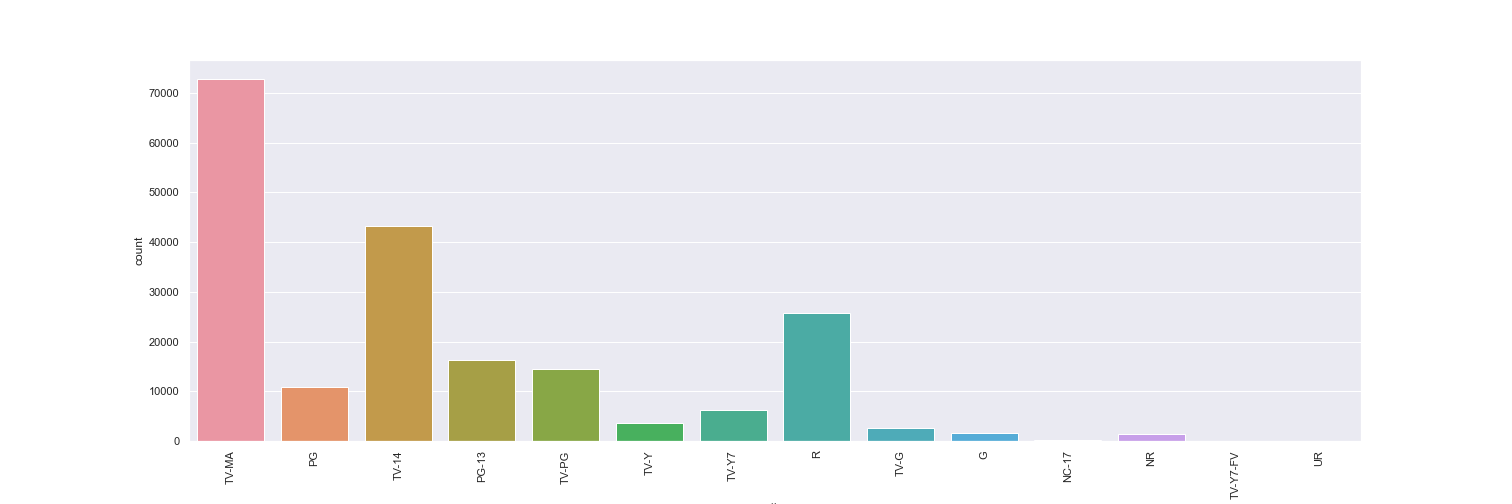 70000
60000
50000
40000
30000
20000
10000
0
count
TV-MA
PG
TV-14
PG-13
TV-PG
TV-Y
TV-Y7
R
TV-G
G
NC-17
NR
TV-Y7-FV
UR